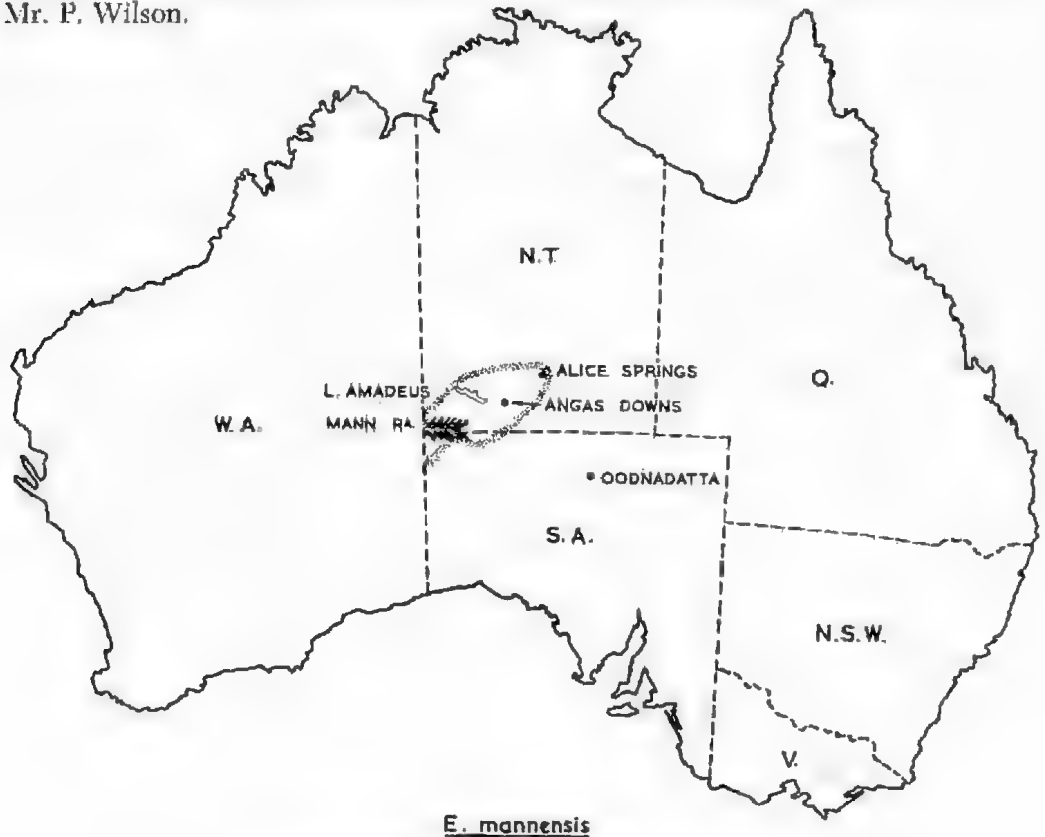 Mr. P. Wilson.
N.T.
ALICE SPRINGS
Q.
L. AMADEUS
ANGAS DOWNS
W.A.
MANN RA.
OODNADATTA
S.A.
N.S.W.
V.
E. mannensis